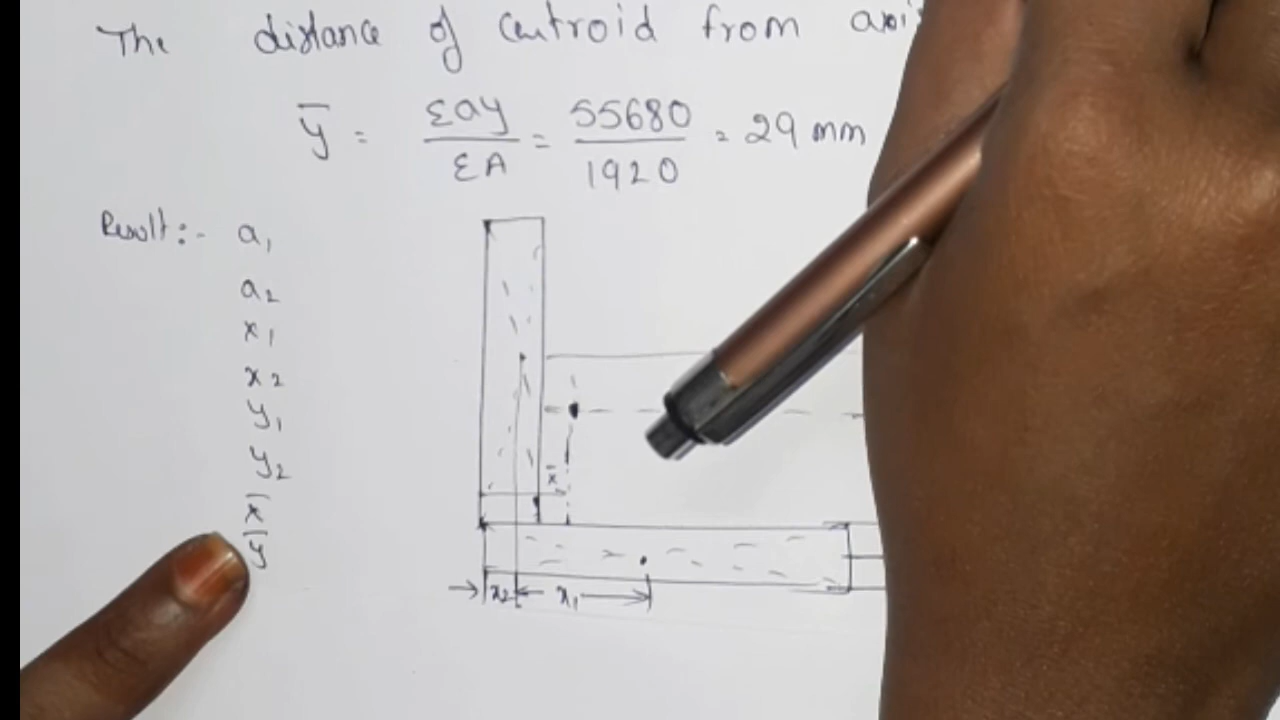 The distance of Centroid from
ȳ = Σay / ΣA = 55680 / 1920 = 29 mm
Result:- a₁
a₂
x₁
x₂
y₁
y₂
x̄
ȳ
x̄
x₂ x₁